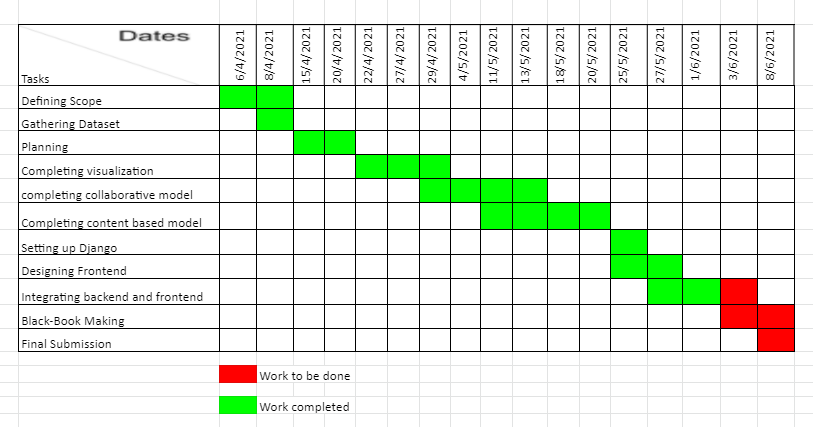 Dates
Tasks
6/4/2021
8/4/2021
15/4/2021
20/4/2021
22/4/2021
27/4/2021
29/4/2021
4/5/2021
11/5/2021
13/5/2021
18/5/2021
20/5/2021
25/5/2021
27/5/2021
1/6/2021
3/6/2021
8/6/2021
Defining Scope
Gathering Dataset
Planning
Completing visualization
completing collaborative model
Completing content based model
Setting up Django
Designing Frontend
Integrating backend and frontend
Black-Book Making
Final Submission
Work to be done
Work completed